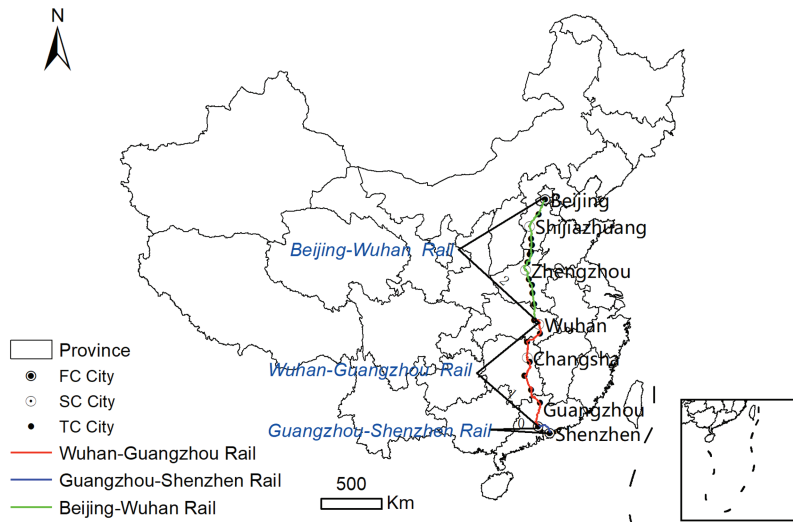 N
Beijing
Shijiazhuang
Beijing-Wuhan Rail
Zhengzhou
Wuhan
Province
Changsha
Wuhan-Guangzhou Rail
FC City
SC City
Guangzhou
TC City
Guangzhou-Shenzhen Rail
Shenzhen
Wuhan-Guangzhou Rail
Guangzhou-Shenzhen Rail
500
Km
Beijing-Wuhan Rail